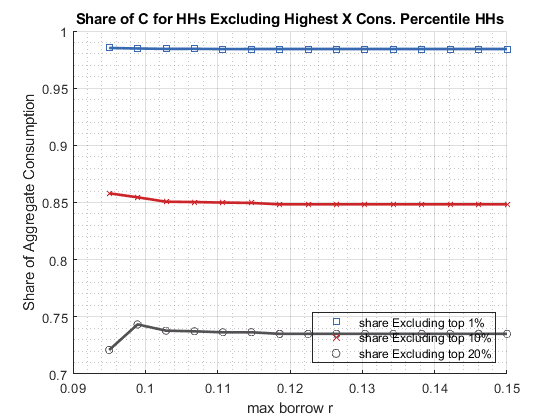 Share of C for HHs Excluding Highest X Cons. Percentile HHs
1
0.95
0.9
0.85
0.8
0.75
0.7
Share of Aggregate Consumption
share Excluding top 1%
share Excluding top 10%
share Excluding top 20%
0.09 0.1 0.11 0.12 0.13 0.14 0.15
max borrow r